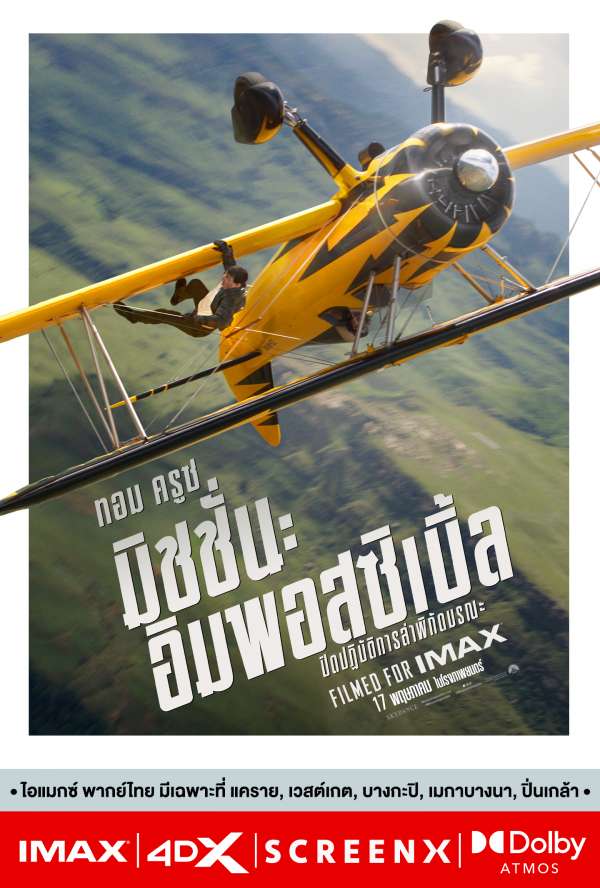 ทอม ครูซ
มิชชั่น:
อิมพอสซิเบิ้ล
ปิดปฏิบัติการล่าพิกัดมรณะ
FILMED FOR IMAX
17 พฤษภาคม ในโรงภาพยนตร์
SKYDANCE
• ไอแมกซ์ พากย์ไทย มีเฉพาะที่ แคราย, เวสต์เกต, บางกะปิ, เมกาบางนา, ปิ่นเกล้า •
IMAX | 4DX | SCREENX | Dolby
ATMOS